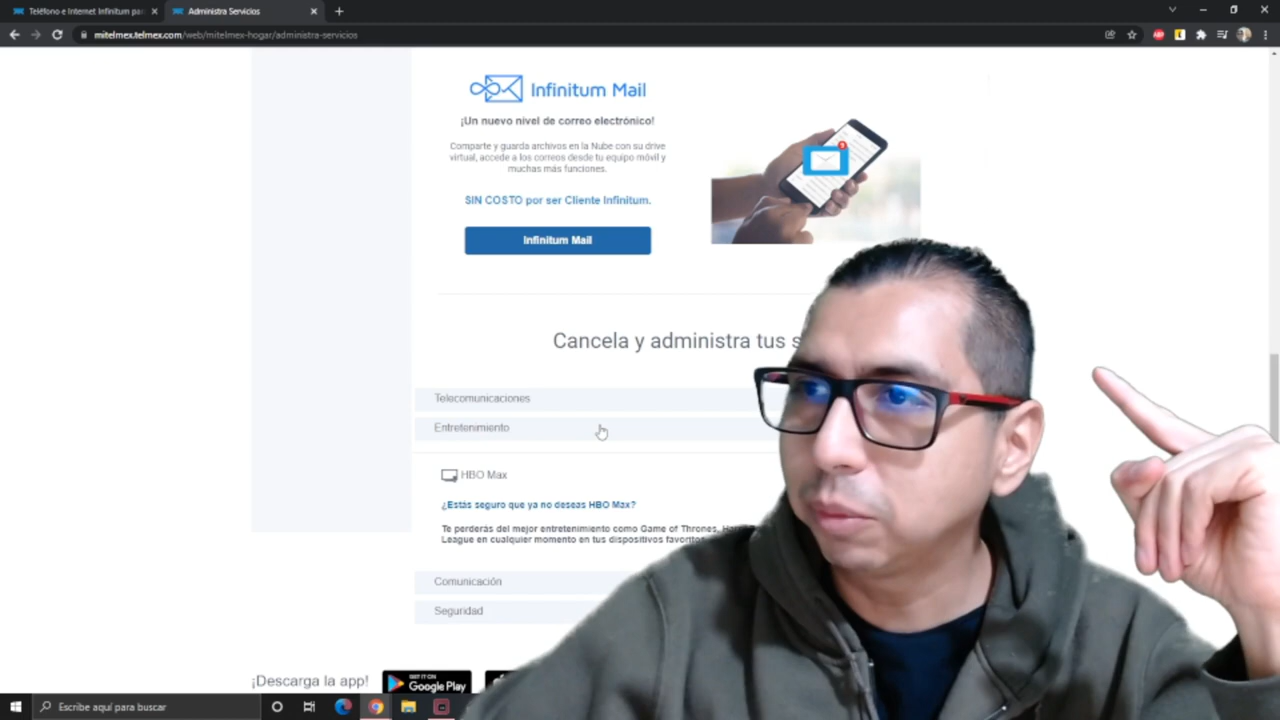 Teléfono e Internet Infinitum pa
Administra Servicios
mitelmex.telmex.com/web/mitelmex-hogar/administra-servicios
Infinitum Mail
¡Un nuevo nivel de correo electrónico!
Comparte y guarda archivos en la Nube con su drive
virtual, accede a los correos desde tu equipo móvil y
muchas más funciones.
SIN COSTO por ser Cliente Infinitum.
Infinitum Mail
Cancela y administra tus s
Telecomunicaciones
Entretenimiento
HBO Max
¿Estás seguro que ya no deseas HBO Max?
Te perderás del mejor entretenimiento como Game of Thrones,
League en cualquier momento en tus dispositivos favoritos
Comunicación
Seguridad
¡Descarga la app!
GET IT ON
Google Play
Escribe aquí para buscar